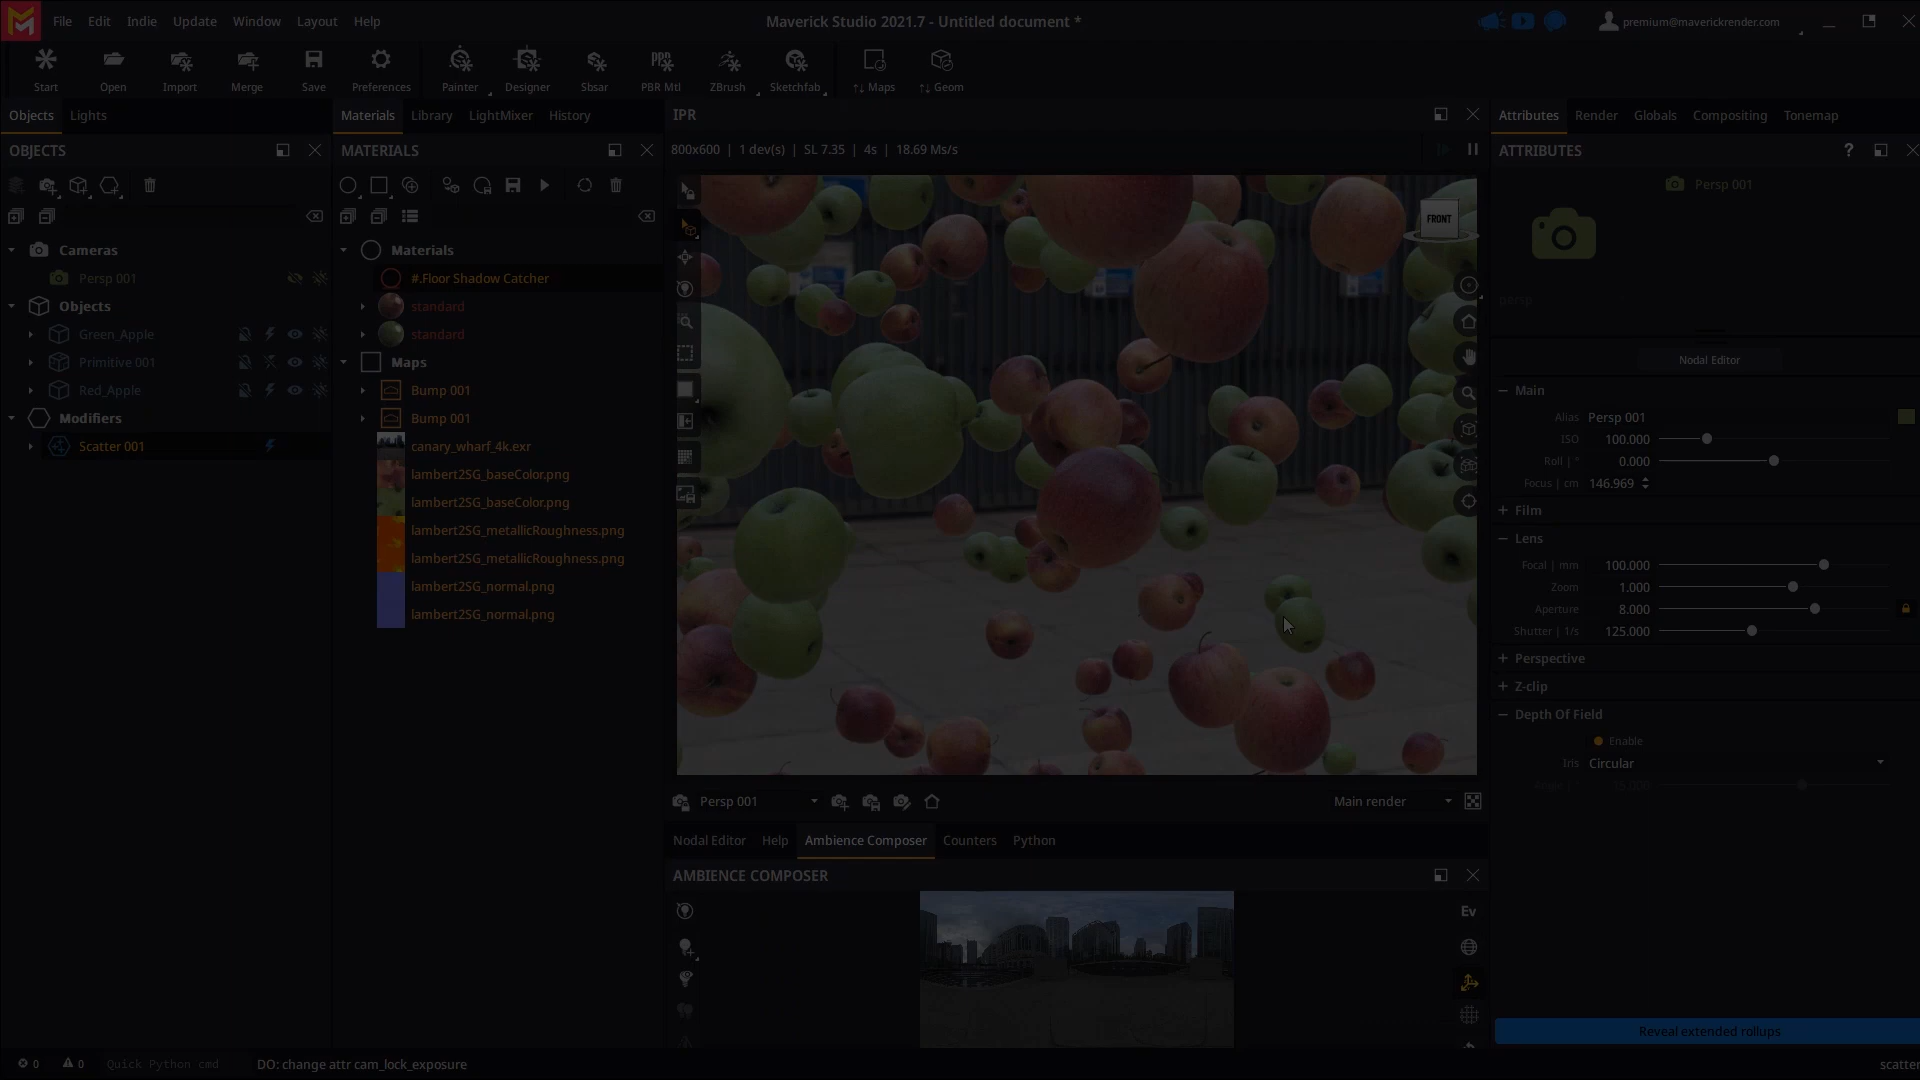 File Edit Indie Update Window Layout Help
Maverick Studio 2021.7 - Untitled document *
premium@maverickrender.com
Start Open Import Merge Save Preferences Painter Designer Sbsar PBR Mtl ZBrush Sketchfab ↑↓ Maps ↑↓ Geom
PPR
Objects Lights
Materials Library LightMixer History
IPR
Attributes Render Globals Compositing Tonemap
OBJECTS
MATERIALS
800x600 | 1 dev(s) | SL 7.35 | 4s | 18.69 Ms/s
ATTRIBUTES
?
Persp 001
Cameras
Persp 001
Objects
Green_Apple
Primitive 001
Red_Apple
Modifiers
Scatter 001
Materials
#.Floor Shadow Catcher
standard
standard
Maps
Bump 001
Bump 001
canary_wharf_4k.exr
lambert2SG_baseColor.png
lambert2SG_baseColor.png
lambert2SG_metallicRoughness.png
lambert2SG_metallicRoughness.png
lambert2SG_normal.png
lambert2SG_normal.png
FRONT
persp
Nodal Editor
Main
Alias Persp 001
ISO 100.000
Roll | ° 0.000
Focus | cm 146.969
Film
Lens
Focal | mm 100.000
Zoom 1.000
Aperture 8.000
Shutter | 1/s 125.000
Perspective
Z-clip
Depth Of Field
Enable
Iris Circular
Persp 001
Main render
Nodal Editor Help Ambience Composer Counters Python
AMBIENCE COMPOSER
Ev
Reveal extended rollups
0 0 Quick Python cmd DO: change attr cam_lock_exposure
scatter